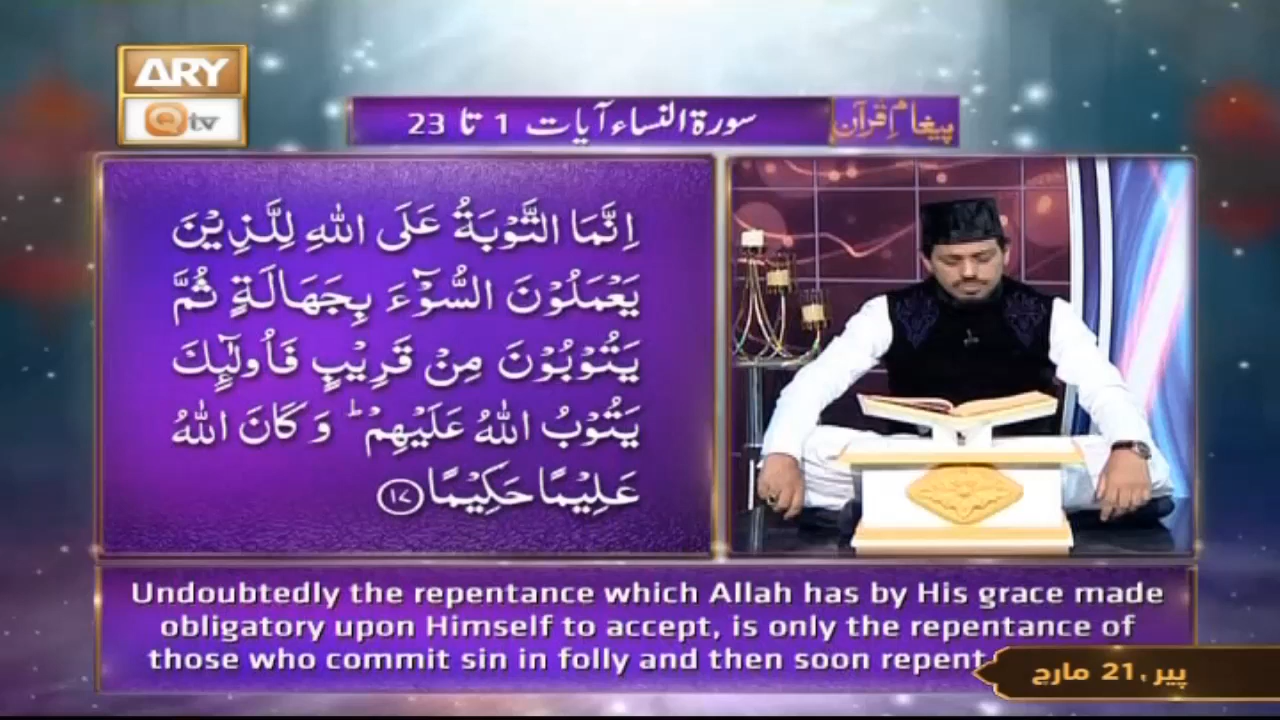 ARY
Qtv
پیغامِ قرآن
سورۃ النساء آیات 1 تا 23
اِنَّمَا التَّوْبَةُ عَلَى اللّٰهِ لِلَّذِيْنَ
يَعْمَلُوْنَ السُّوْٓءَ بِجَهَالَةٍ ثُمَّ
يَتُوْبُوْنَ مِنْ قَرِيْبٍ فَاُولٰٓئِكَ
يَتُوْبُ اللّٰهُ عَلَيْهِمْ ؕ وَ كَانَ اللّٰهُ
عَلِيْمًا حَكِيْمًا ۝۱۷
Undoubtedly the repentance which Allah has by His grace made
obligatory upon Himself to accept, is only the repentance of
those who commit sin in folly and then soon repent
پیر, 21 مارچ